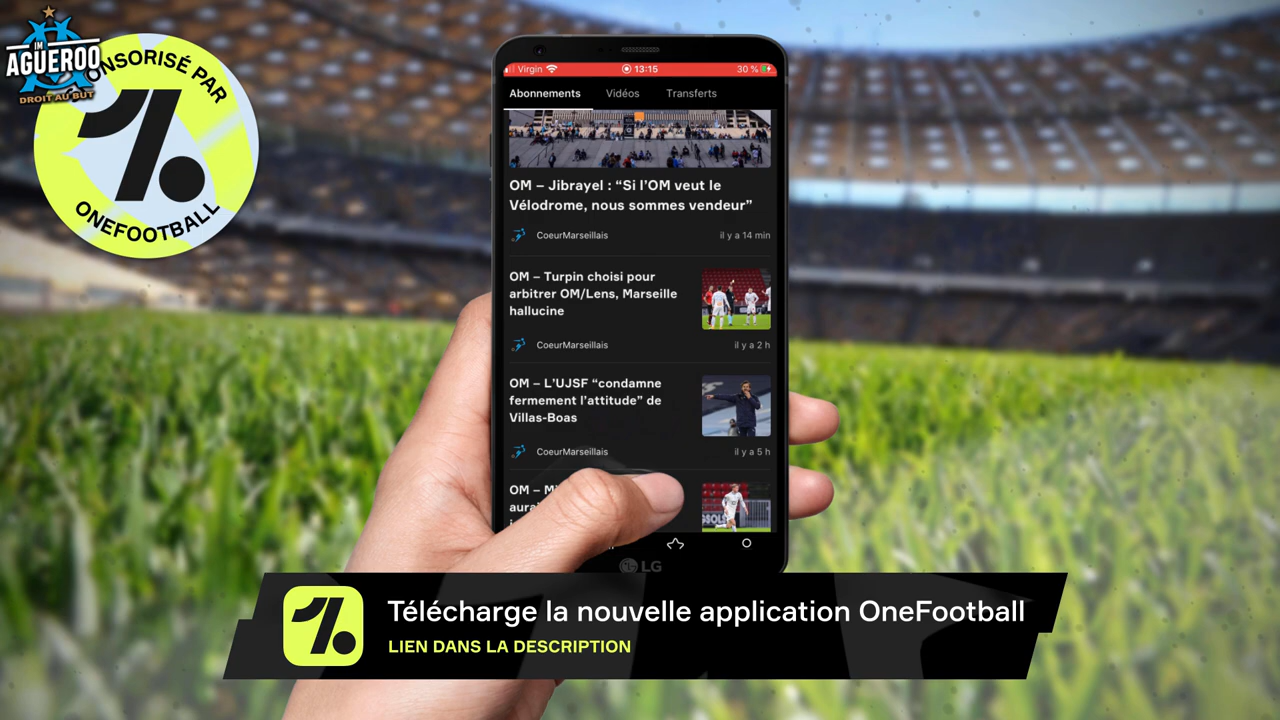 IM
AGUEROO
DROIT AU BUT
SPONSORISÉ PAR
ONEFOOTBALL
Virgin
13:15
30 %
Abonnements
Vidéos
Transferts
OM – Jibrayel : “Si l’OM veut le
Vélodrome, nous sommes vendeur”
CoeurMarseillais
il y a 14 min
OM – Turpin choisi pour
arbitrer OM/Lens, Marseille
hallucine
CoeurMarseillais
il y a 2 h
OM – L’UJSF “condamne
fermement l’attitude” de
Villas-Boas
CoeurMarseillais
il y a 5 h
OM –
LG
Télécharge la nouvelle application OneFootball
LIEN DANS LA DESCRIPTION